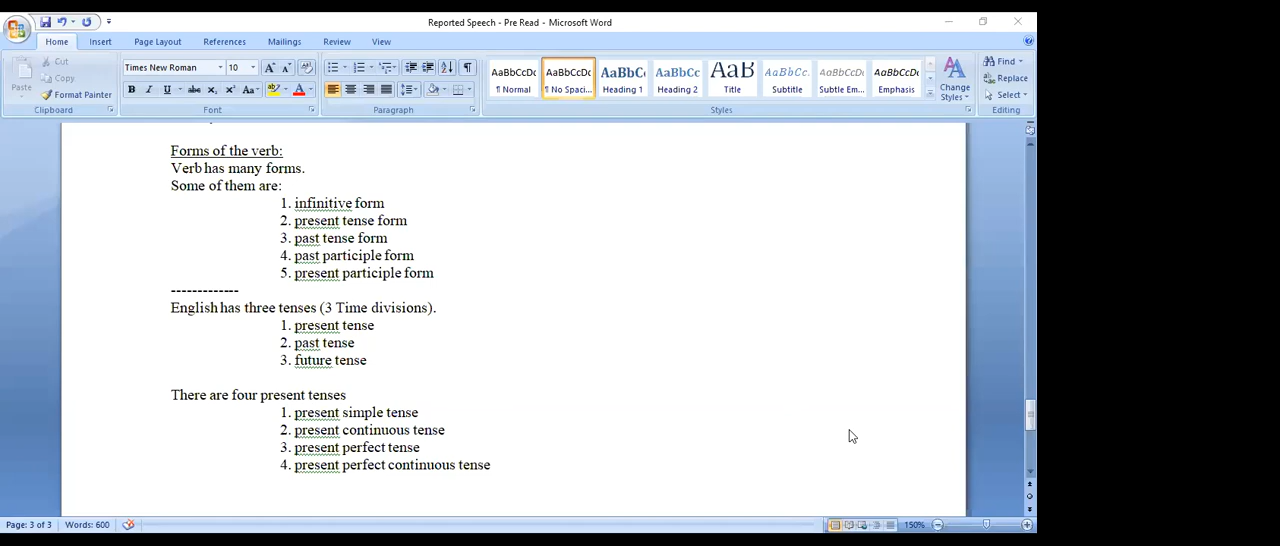 Reported Speech - Pre Read - Microsoft Word
Home Insert Page Layout References Mailings Review View
Paste
Cut
Copy
Format Painter
Clipboard
Times New Roman 10
B I U abc X₂ X² Aa A
Font
Paragraph
AaBbCcDc AaBbCcDc AaBbC AaBbCc AaB AaBbCc. AaBbCcDc AaBbCcDc
¶ Normal ¶ No Spaci... Heading 1 Heading 2 Title Subtitle Subtle Em... Emphasis
Styles
Change Styles
Find
Replace
Select
Editing
Forms of the verb:
Verb has many forms.
Some of them are:
1. infinitive form
2. present tense form
3. past tense form
4. past participle form
5. present participle form
-------------
English has three tenses (3 Time divisions).
1. present tense
2. past tense
3. future tense
There are four present tenses
1. present simple tense
2. present continuous tense
3. present perfect tense
4. present perfect continuous tense
Page: 3 of 3 Words: 600 150%